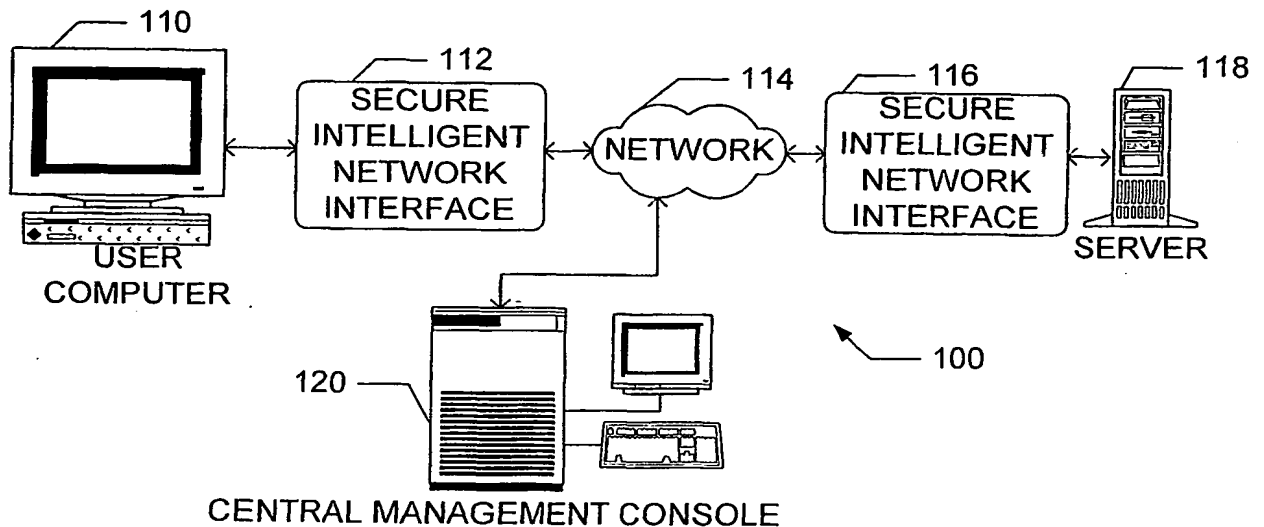 110
112
114
116
118
SECURE
INTELLIGENT
NETWORK
INTERFACE
NETWORK
SECURE
INTELLIGENT
NETWORK
INTERFACE
USER
COMPUTER
SERVER
100
120
CENTRAL MANAGEMENT CONSOLE